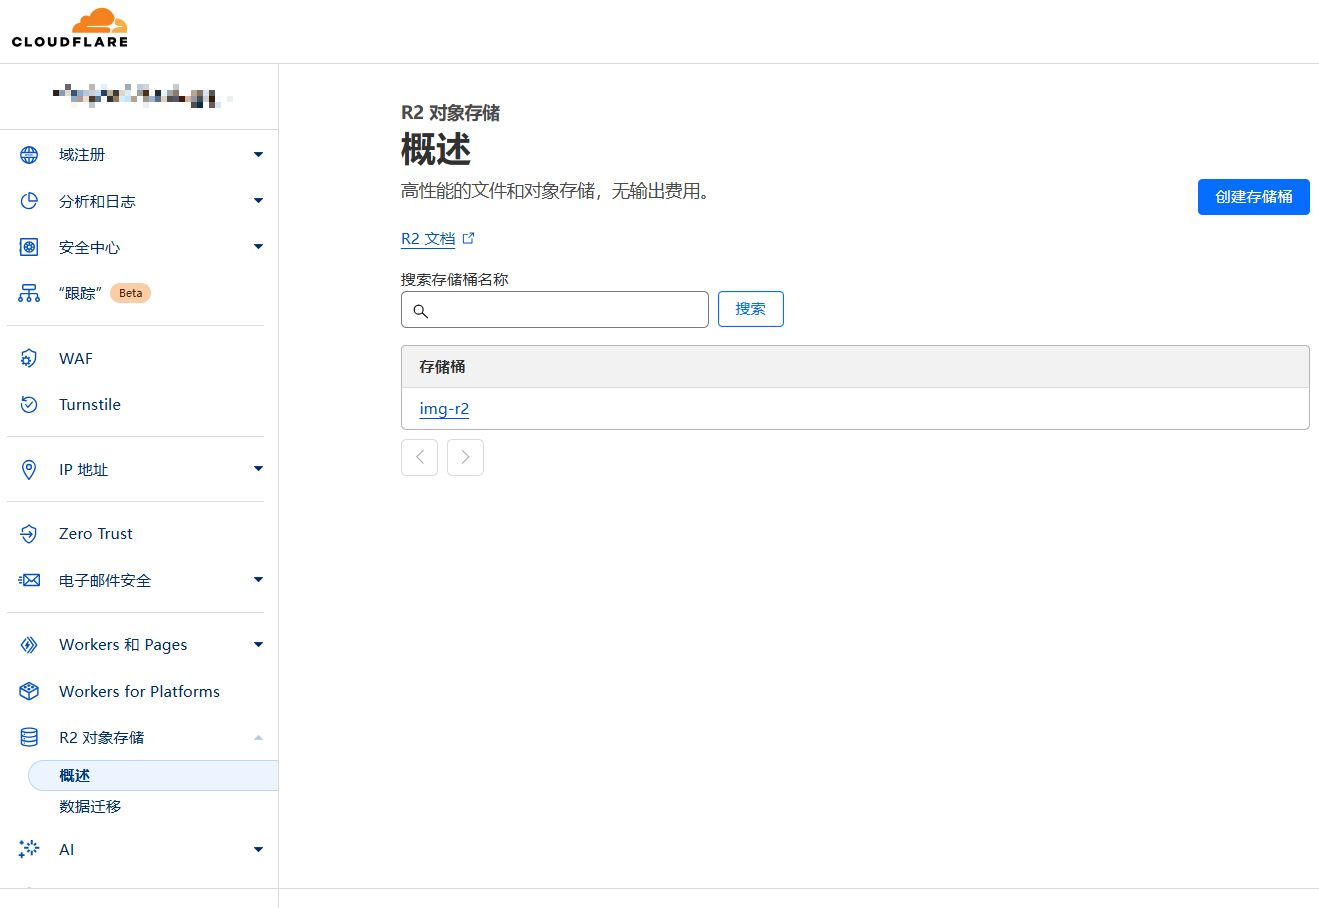 CLOUDFLARE
域注册
分析和日志
安全中心
“跟踪” Beta
WAF
Turnstile
IP 地址
Zero Trust
电子邮件安全
Workers 和 Pages
Workers for Platforms
R2 对象存储
概述
数据迁移
AI
R2 对象存储
概述
高性能的文件和对象存储，无输出费用。
创建存储桶
R2 文档
搜索存储桶名称
搜索
存储桶
img-r2